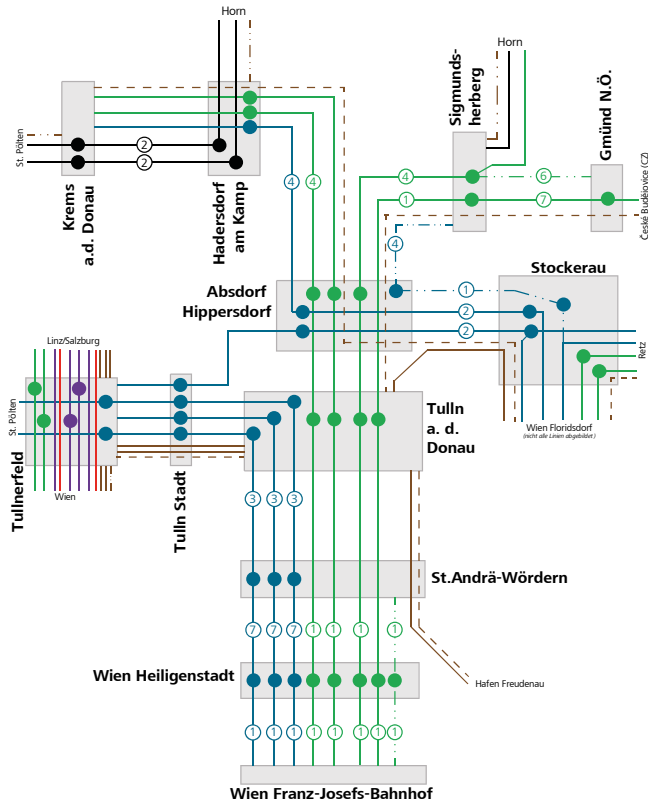 Horn
Horn
Sigmunds-
herberg
Gmünd N.Ö.
St. Pölten
2
2
Krems
a.d. Donau
Hadersdorf
am Kamp
4
4
4
6
1
7
České Budějovice (CZ)
4
Absdorf
Hippersdorf
Stockerau
1
2
2
Retz
Linz/Salzburg
St. Pölten
Wien
Tullnerfeld
Tulln Stadt
Tulln
a. d.
Donau
Wien Floridsdorf
(nicht alle Linien abgebildet)
3
3
3
St.Andrä-Wördern
7
7
7
1
1
1
1
1
Wien Heiligenstadt
Hafen Freudenau
1
1
1
1
1
1
1
1
Wien Franz-Josefs-Bahnhof